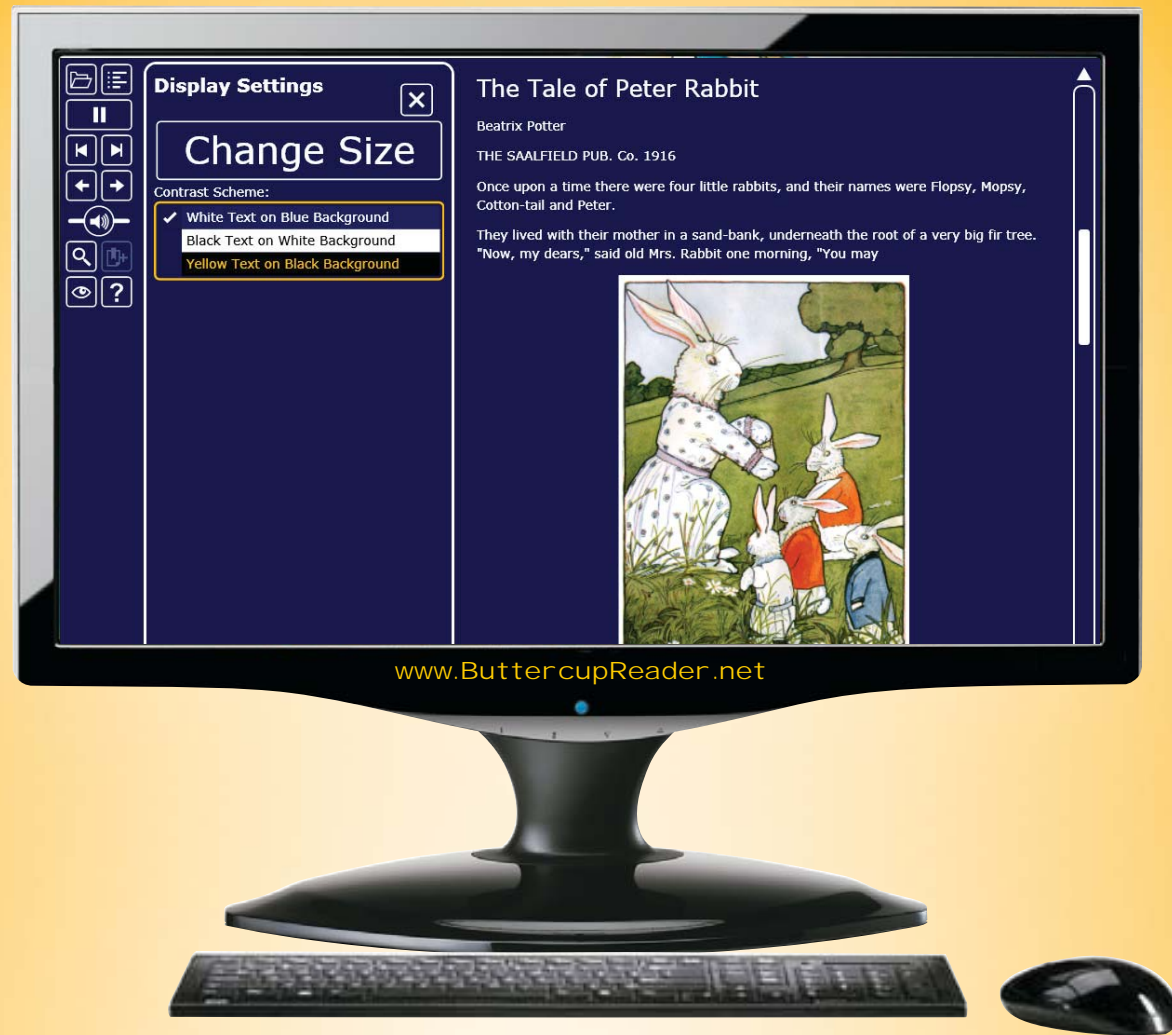 Display Settings
Change Size
Contrast Scheme:
White Text on Blue Background
Black Text on White Background
Yellow Text on Black Background
?
The Tale of Peter Rabbit
Beatrix Potter
THE SAALFIELD PUB. Co. 1916
Once upon a time there were four little rabbits, and their names were Flopsy, Mopsy,
Cotton-tail and Peter.
They lived with their mother in a sand-bank, underneath the root of a very big fir tree.
"Now, my dears," said old Mrs. Rabbit one morning, "You may
www.ButtercupReader.net